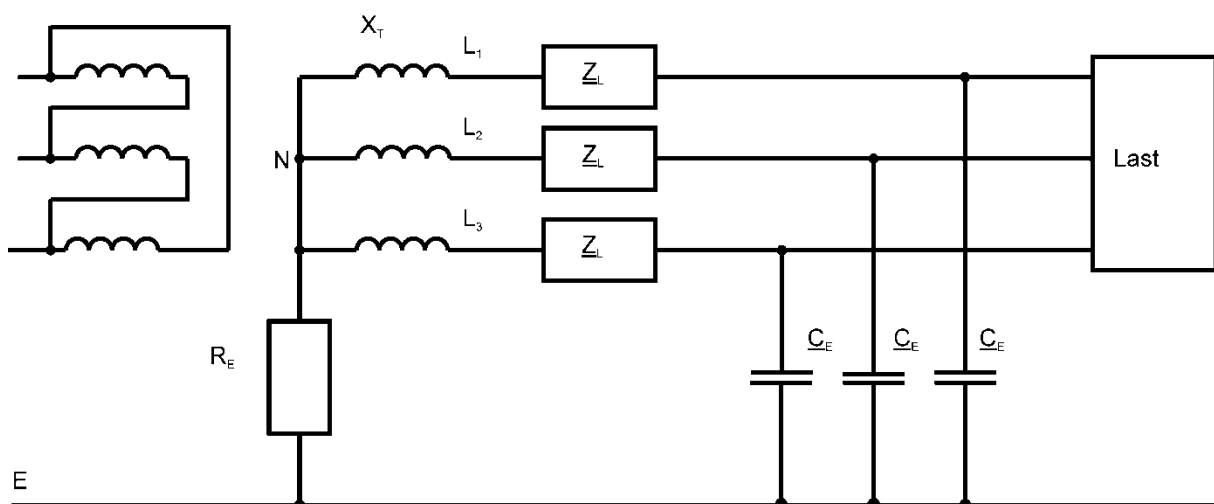 X_T
L_1
Z_L
L_2
Z_L
N
Last
L_3
Z_L
R_E
C_E
C_E
C_E
E